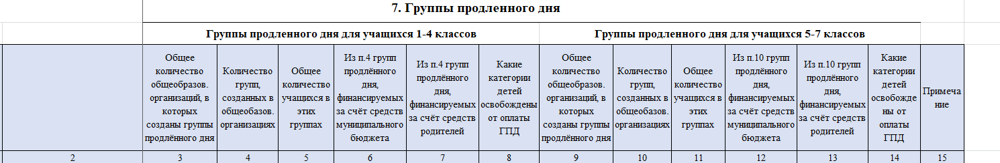 7. Группы продленного дня
Группы продленного дня для учащихся 1-4 классов
Группы продленного дня для учащихся 5-7 классов
Общее
количество
общеобразов.
организаций, в
которых
созданы группы
продлённого дня
Количество
групп,
созданных в
общеобазов.
организациях
Общее
количество
учащихся в
этих
группах
Из п.4 групп
продлённого
дня,
финансируемых
за счёт средств
муниципального
бюджета
Из п.4 групп
продлённого
дня,
финансируемых
за счёт средств
родителей
Какие
категории
детей
освобождены
от оплаты
ГПД
Общее
количество
общеобразов.
организаций, в
которых
созданы группы
продлённого дня
Количество
групп,
созданных в
общеобазов.
организациях
Общее
количество
учащихся в
этих
группах
Из п.10 групп
продлённого
дня,
финансируемых
за счёт средств
муниципального
бюджета
Из п.10 групп
продлённого
дня,
финансируемых
за счёт средств
родителей
Какие
категории
детей
освобожде
ны от
оплаты
ГПД
Примеча
ние
2 3 4 5 6 7 8 9 10 11 12 13 14 15